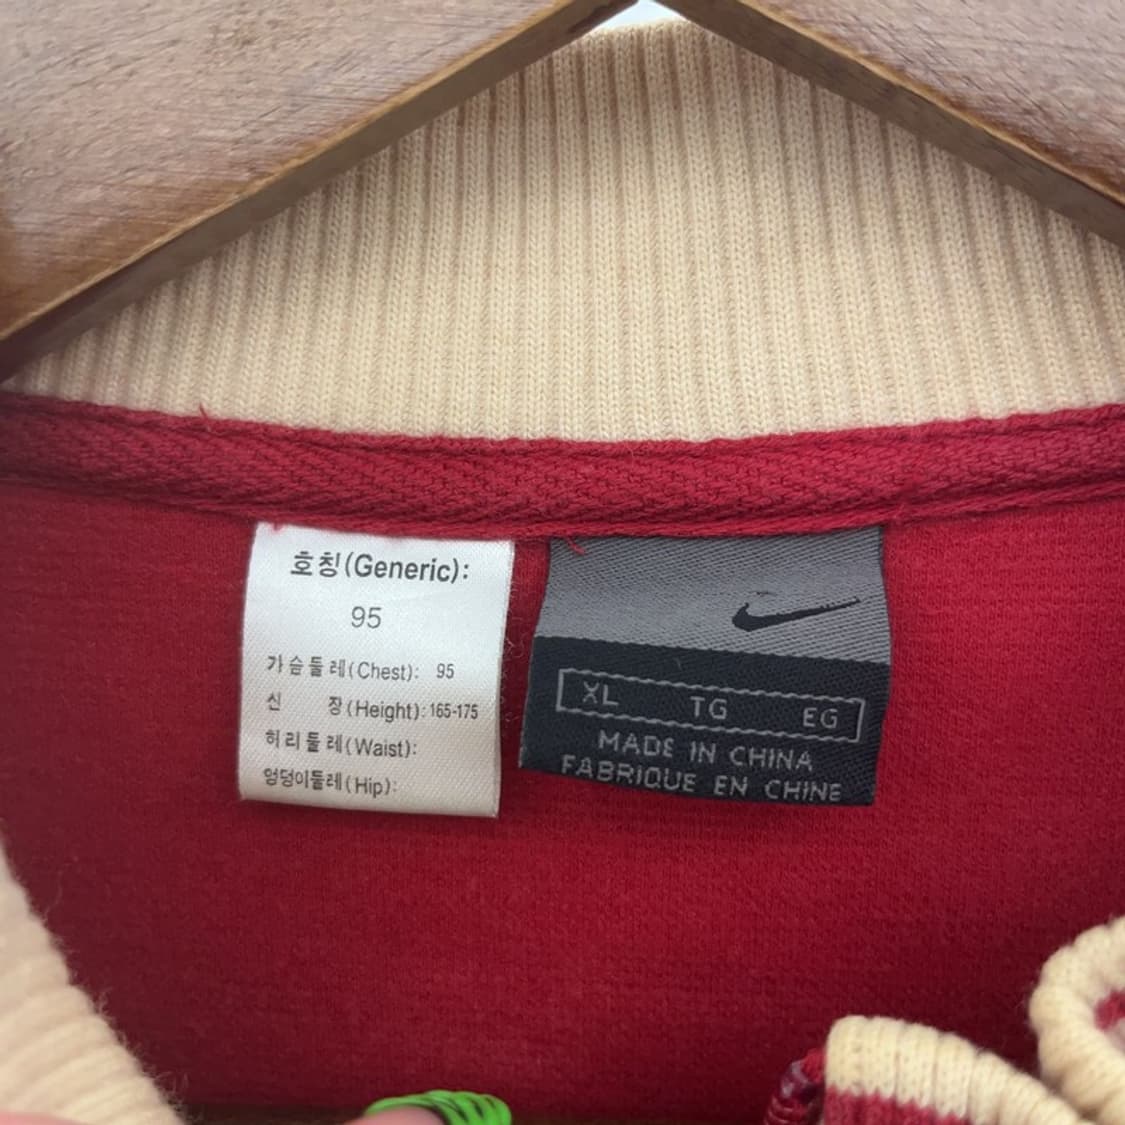 호칭(Generic):
95
가슴둘레(Chest): 95
신 장(Height): 165-175
허리둘레(Waist):
엉덩이둘레(Hip):
XL TG EG
MADE IN CHINA
FABRIQUE EN CHINE